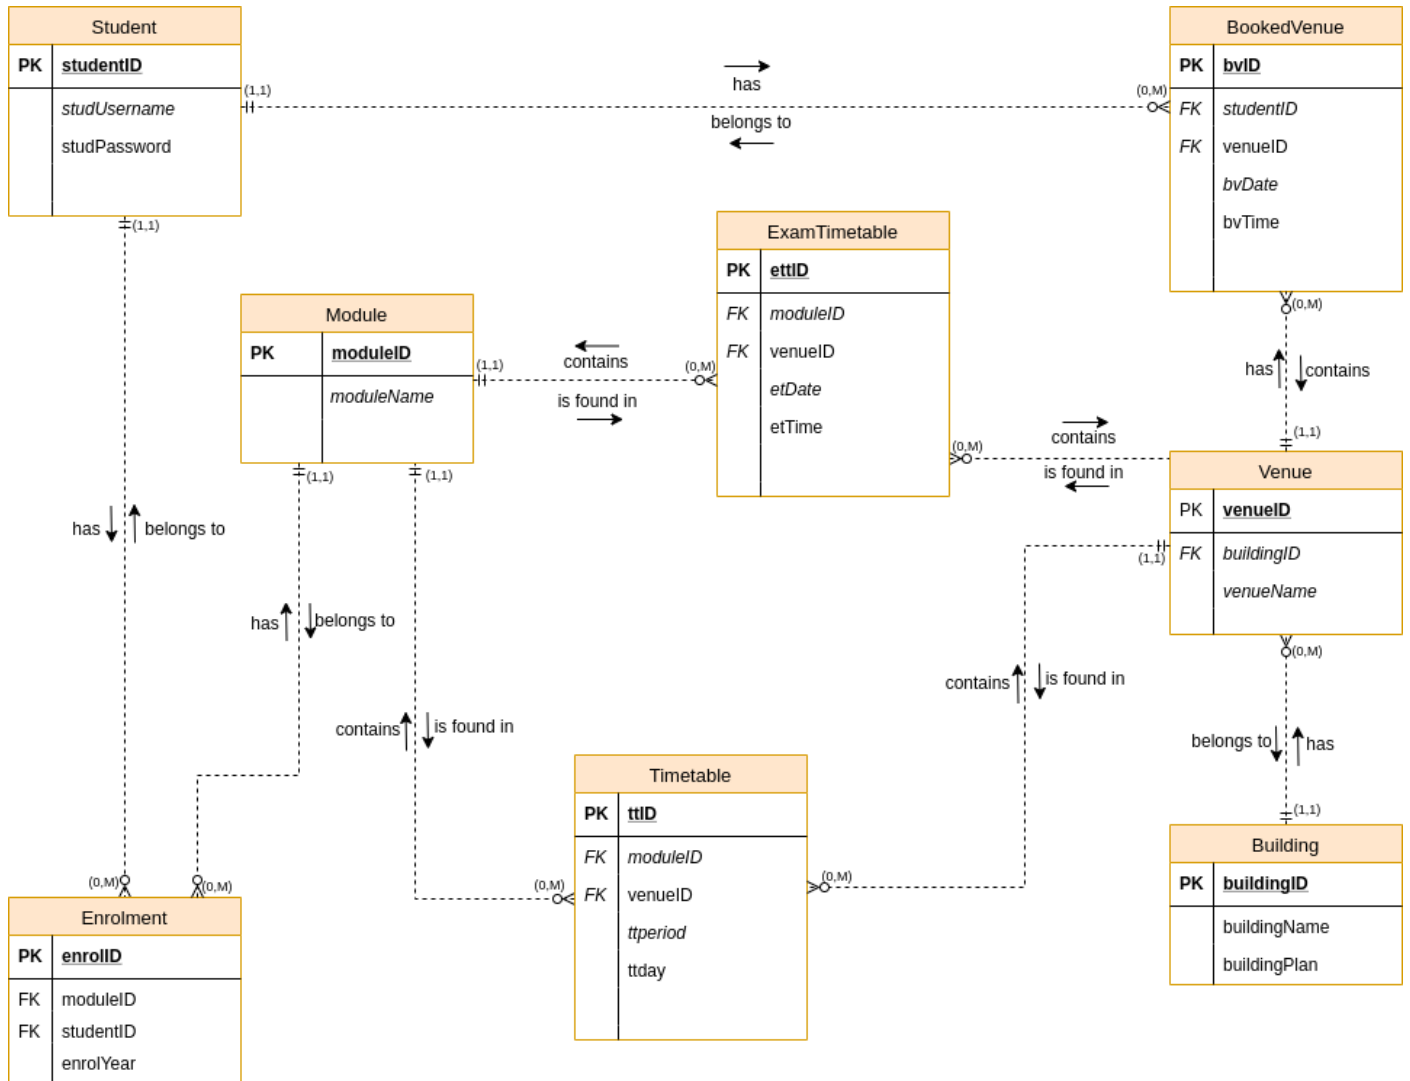 Student
PK studentID
studUsername
studPassword
(1,1)
has
belongs to
(0,M)
BookedVenue
PK bvID
FK studentID
FK venueID
bvDate
bvTime
(1,1)
(0,M)
ExamTimetable
PK ettID
FK moduleID
FK venueID
etDate
etTime
Module
PK moduleID
moduleName
(1,1)
contains
is found in
(0,M)
has
contains
(1,1)
(0,M)
contains
is found in
Venue
PK venueID
FK buildingID
venueName
(1,1)
(1,1)
(1,1)
has
belongs to
has
belongs to
contains
is found in
contains
is found in
(0,M)
belongs to
has
(1,1)
Timetable
PK ttID
FK moduleID
FK venueID
ttperiod
ttday
(0,M)
(0,M)
Building
PK buildingID
buildingName
buildingPlan
(0,M)
(0,M)
Enrolment
PK enrolID
FK moduleID
FK studentID
enrolYear